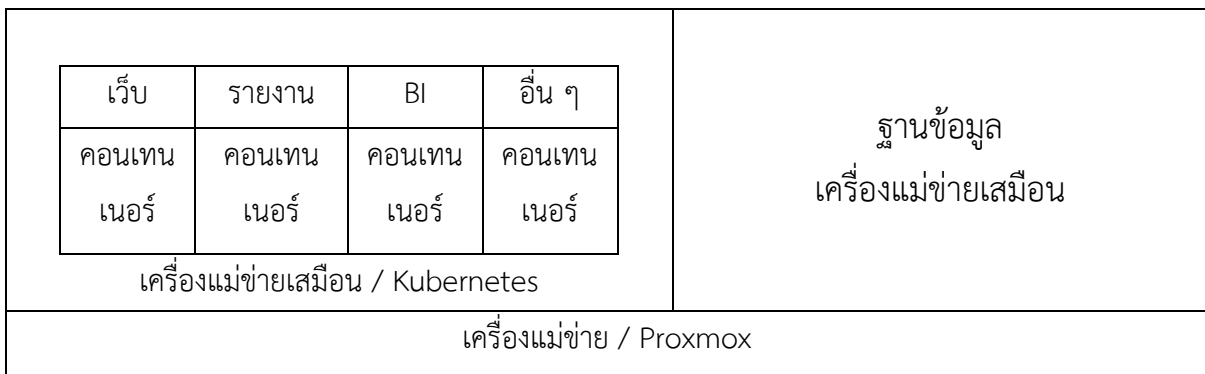 เว็บ รายงาน BI อื่น ๆ
คอนเทน คอนเทน คอนเทน คอนเทน
เนอร์ เนอร์ เนอร์ เนอร์
เครื่องแม่ข่ายเสมือน / Kubernetes
ฐานข้อมูล
เครื่องแม่ข่ายเสมือน
เครื่องแม่ข่าย / Proxmox